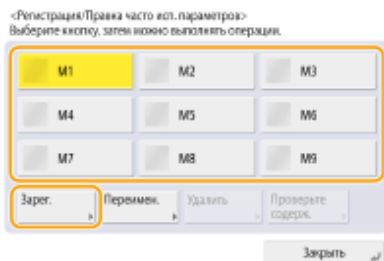 <Регистрация/Правка часто исп. параметров>
Выберите кнопку, затем можно выполнять операции.
M1 M2 M3
M4 M5 M6
M7 M8 M9
Зарег. Переимен. Удалить Проверьте
содерж.
Закрыть